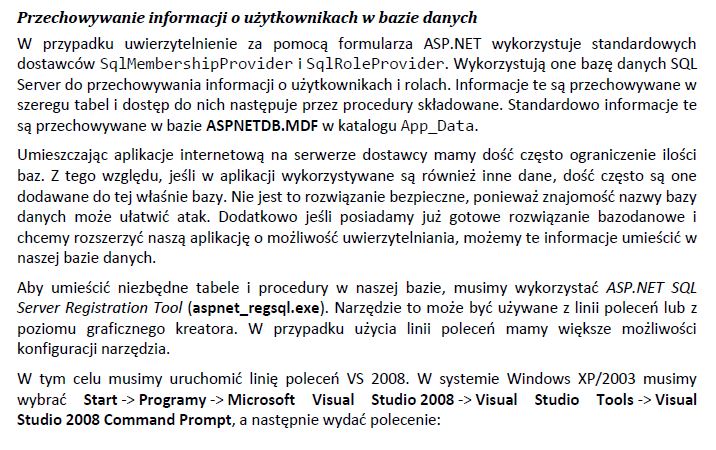 Przechowywanie informacji o użytkownikach w bazie danych
W przypadku uwierzytelnienie za pomocą formularza ASP.NET wykorzystuje standardowych
dostawców SqlMembershipProvider i SqlRoleProvider. Wykorzystują one bazę danych SQL
Server do przechowywania informacji o użytkownikach i rolach. Informacje te są przechowywane w
szeregu tabel i dostęp do nich następuje przez procedury składowane. Standardowo informacje te
są przechowywane w bazie ASPNETDB.MDF w katalogu App_Data.
Umieszczając aplikacje internetową na serwerze dostawcy mamy dość często ograniczenie ilości
baz. Z tego względu, jeśli w aplikacji wykorzystywane są również inne dane, dość często są one
dodawane do tej właśnie bazy. Nie jest to rozwiązanie bezpieczne, ponieważ znajomość nazwy bazy
danych może ułatwić atak. Dodatkowo jeśli posiadamy już gotowe rozwiązanie bazodanowe i
chcemy rozszerzyć naszą aplikację o możliwość uwierzytelniania, możemy te informacje umieścić w
naszej bazie danych.
Aby umieścić niezbędne tabele i procedury w naszej bazie, musimy wykorzystać ASP.NET SQL
Server Registration Tool (aspnet_regsql.exe). Narzędzie to może być używane z linii poleceń lub z
poziomu graficznego kreatora. W przypadku użycia linii poleceń mamy większe możliwości
konfiguracji narzędzia.
W tym celu musimy uruchomić linię poleceń VS 2008. W systemie Windows XP/2003 musimy
wybrać Start -> Programy -> Microsoft Visual Studio 2008 -> Visual Studio Tools -> Visual
Studio 2008 Command Prompt, a następnie wydać polecenie: